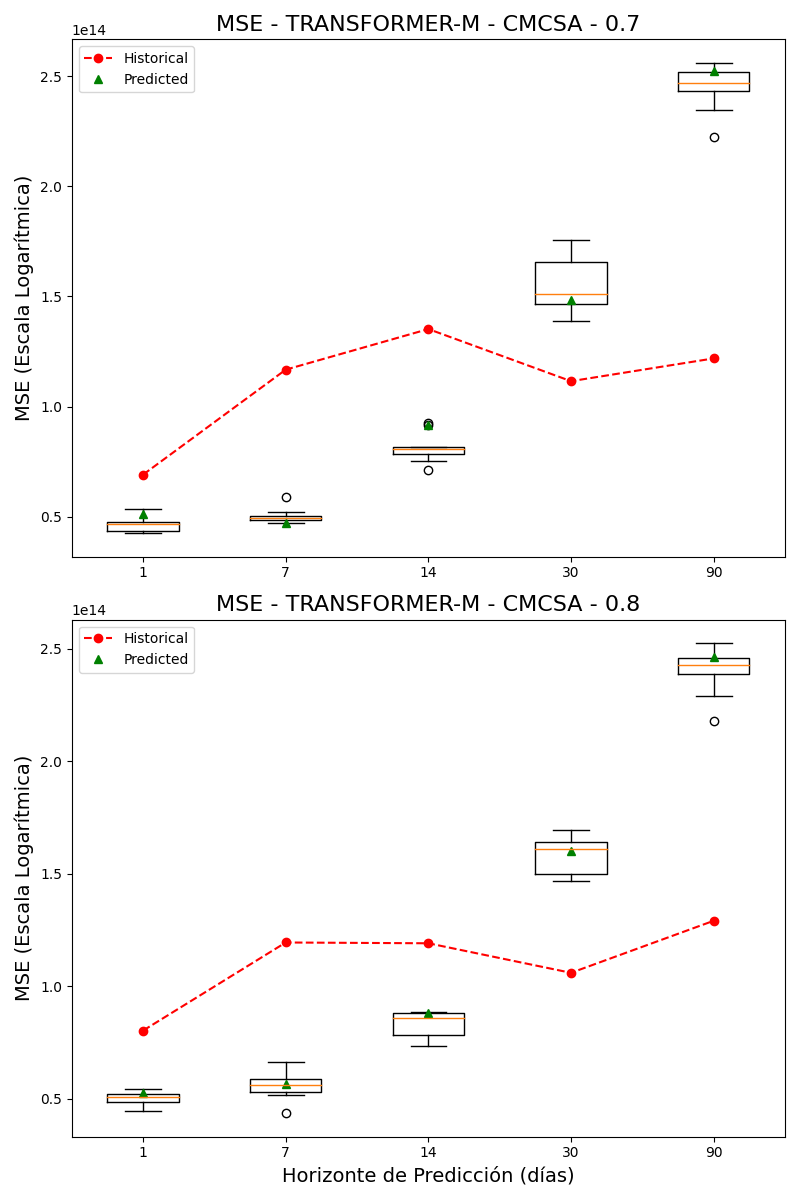 MSE - TRANSFORMER-M - CMCSA - 0.7
1e14
Historical
Predicted
MSE (Escala Logarítmica)
2.5
2.0
1.5
1.0
0.5
1 7 14 30 90
MSE - TRANSFORMER-M - CMCSA - 0.8
1e14
Historical
Predicted
MSE (Escala Logarítmica)
2.5
2.0
1.5
1.0
0.5
1 7 14 30 90
Horizonte de Predicción (días)